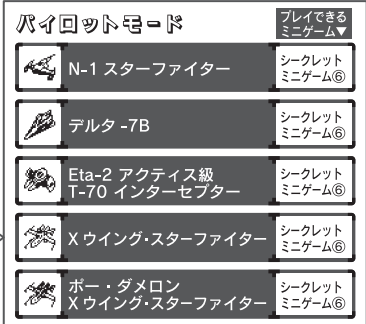 パイロットモード
プレイできる
ミニゲーム▼
N-1 スターファイター
シークレット
ミニゲーム⑥
デルタ -7B
シークレット
ミニゲーム⑥
Eta-2 アクティス級
T-70 インターセプター
シークレット
ミニゲーム⑥
X ウイング・スターファイター
シークレット
ミニゲーム⑥
ポー・ダメロン
X ウイング・スターファイター
シークレット
ミニゲーム⑥